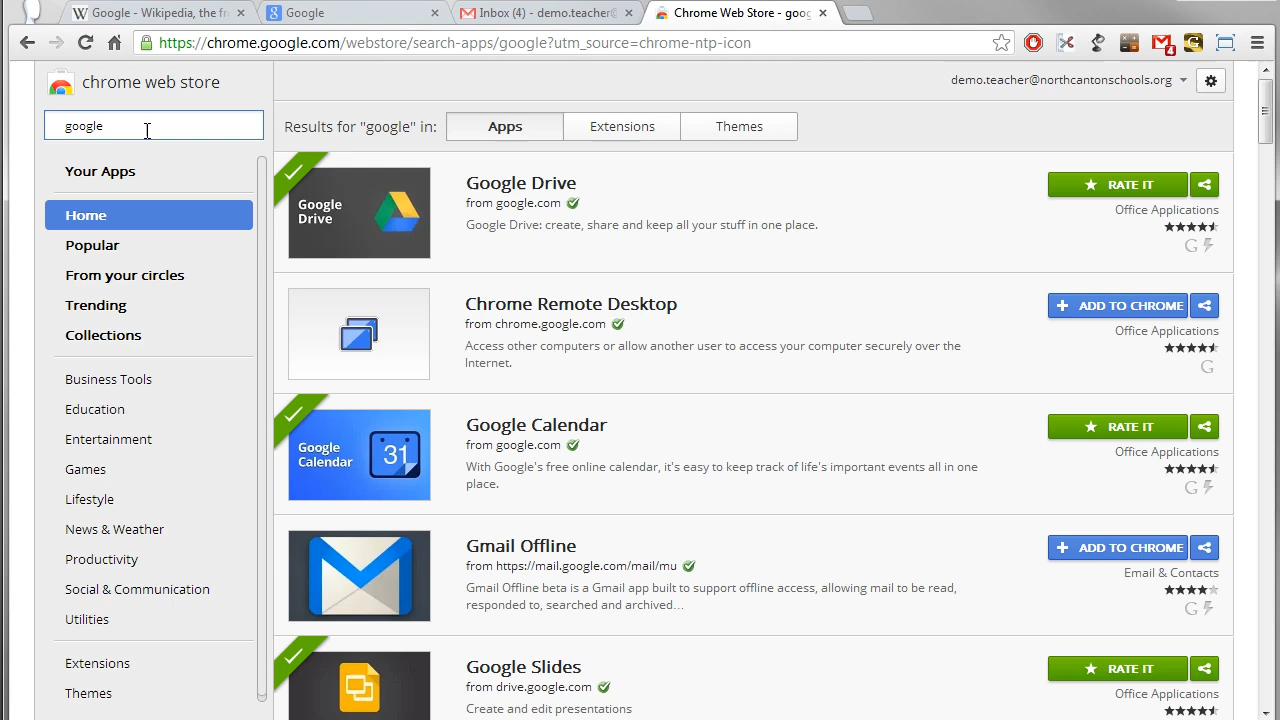 Google - Wikipedia, the fr
Google
Inbox (4) - demo.teacher@
Chrome Web Store - goog
https://chrome.google.com/webstore/search-apps/google?utm_source=chrome-ntp-icon
4
chrome web store
demo.teacher@northcantonschools.org
google
Results for "google" in:
Apps
Extensions
Themes
Your Apps
Home
Popular
From your circles
Trending
Collections
Business Tools
Education
Entertainment
Games
Lifestyle
News & Weather
Productivity
Social & Communication
Utilities
Extensions
Themes
Google
Drive
Google Drive
from google.com
Google Drive: create, share and keep all your stuff in one place.
RATE IT
Office Applications
Chrome Remote Desktop
from chrome.google.com
Access other computers or allow another user to access your computer securely over the
Internet.
ADD TO CHROME
Office Applications
Google
Calendar
31
Google Calendar
from google.com
With Google's free online calendar, it's easy to keep track of life's important events all in one
place.
RATE IT
Office Applications
Gmail Offline
from https://mail.google.com/mail/mu
Gmail Offline beta is a Gmail app built to support offline access, allowing mail to be read,
responded to, searched and archived...
ADD TO CHROME
Email & Contacts
Google Slides
from drive.google.com
Create and edit presentations
RATE IT
Office Applications